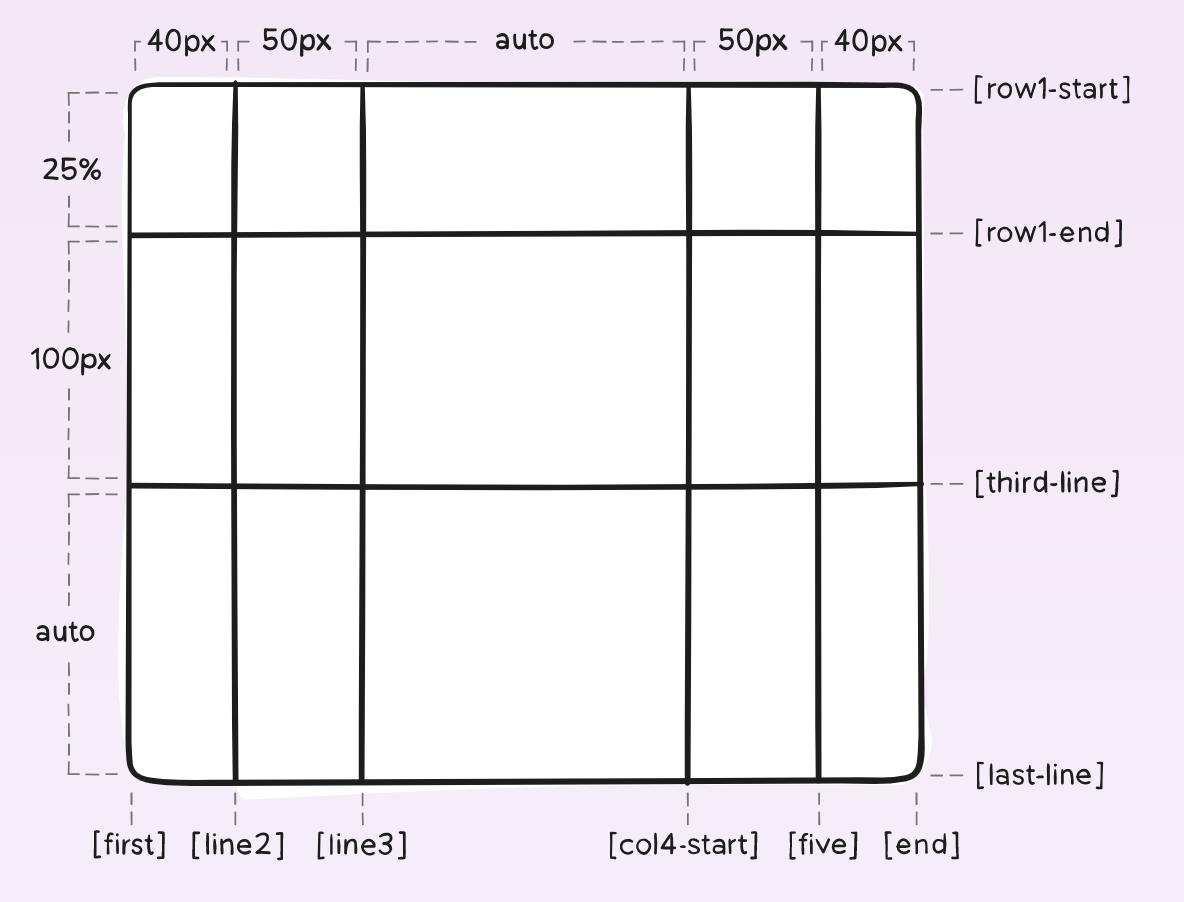 40px 50px auto 50px 40px
[row1-start]
25%
[row1-end]
100px
[third-line]
auto
[last-line]
[first] [line2] [line3] [col4-start] [five] [end]